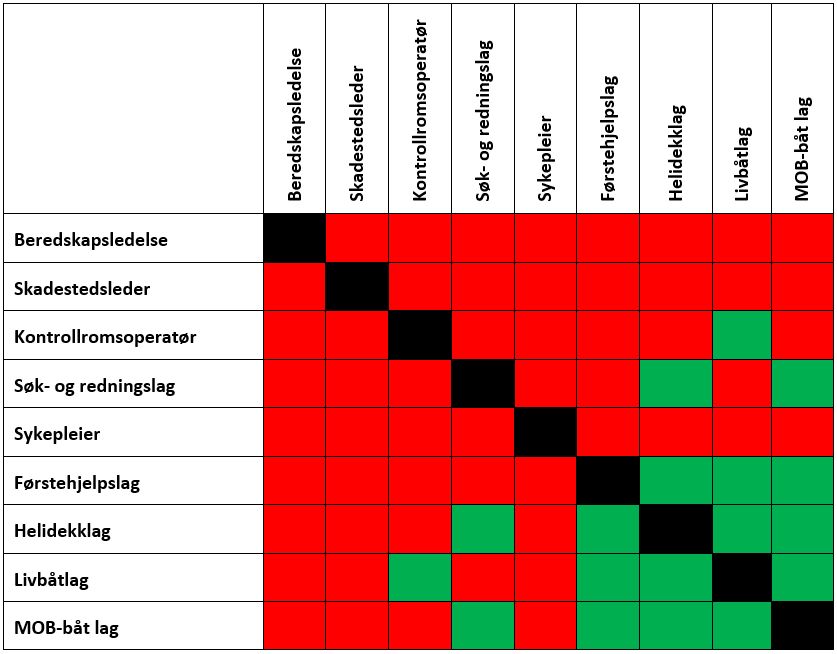 Beredskapsledelse
Skadestedsleder
Kontrollromsoperatør
Søk- og redningslag
Sykepleier
Førstehjelpslag
Helidekklag
Livbåtlag
MOB-båt lag
Beredskapsledelse
Skadestedsleder
Kontrollromsoperatør
Søk- og redningslag
Sykepleier
Førstehjelpslag
Helidekklag
Livbåtlag
MOB-båt lag